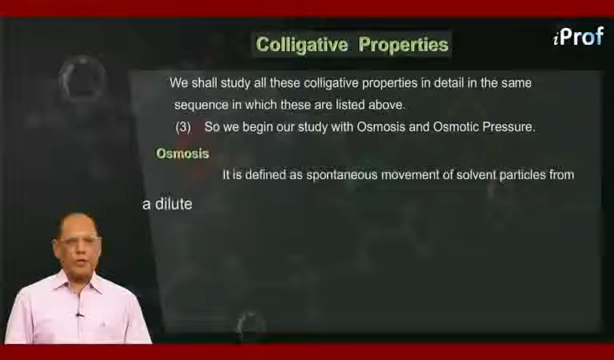 Colligative Properties
iProf
We shall study all these colligative properties in detail in the same
sequence in which these are listed above.
(3) So we begin our study with Osmosis and Osmotic Pressure.
Osmosis
It is defined as spontaneous movement of solvent particles from
a dilute